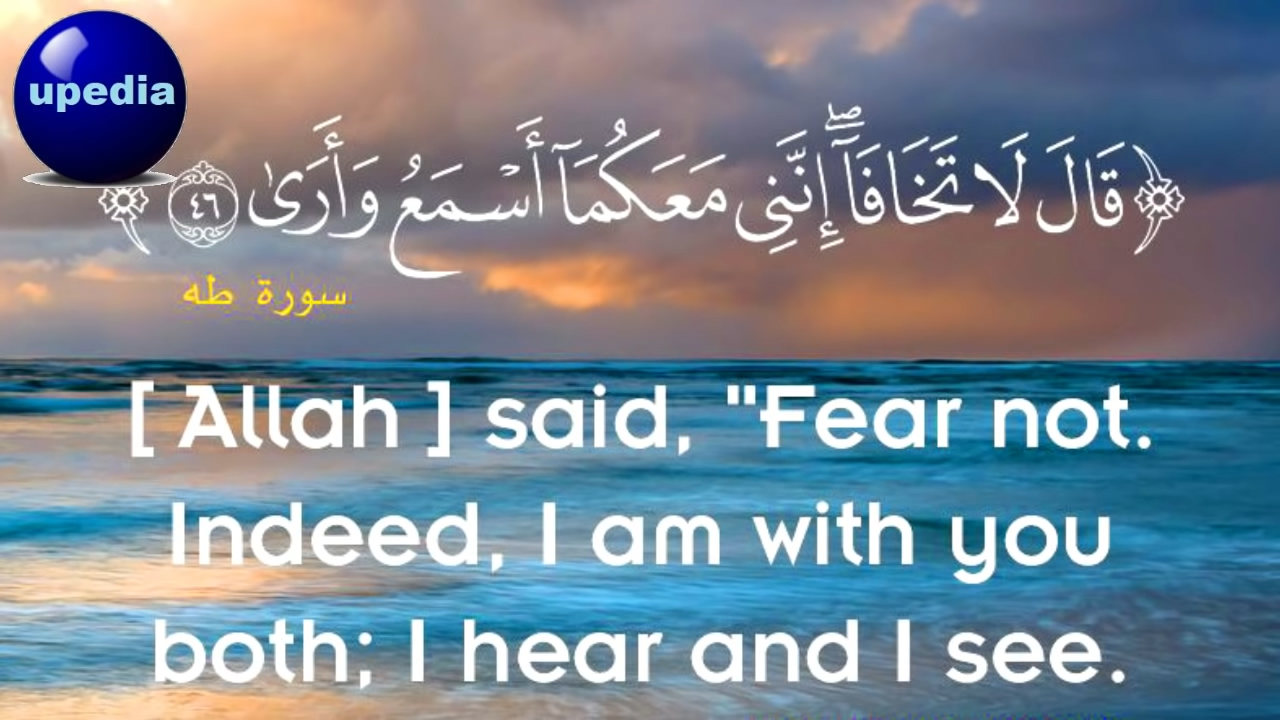 upedia
﴿قَالَ لَا تَخَافَآ ۖ إِنَّنِى مَعَكُمَآ أَسْمَعُ وَأَرَىٰ ٤٦﴾
سورة طه
[ Allah ] said, "Fear not.
Indeed, I am with you
both; I hear and I see.